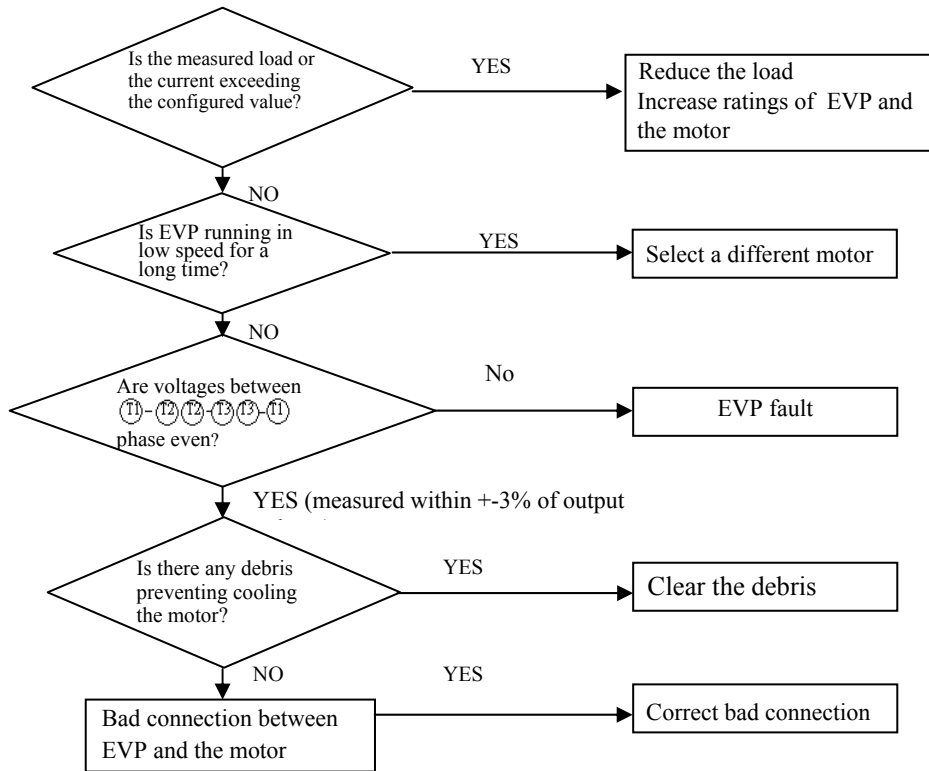 Is the measured load or
the current exceeding
the configured value?
YES
Reduce the load
Increase ratings of EVP and
the motor
NO
Is EVP running in
low speed for a
long time?
YES
Select a different motor
NO
Are voltages between
T1-T2 T2-T3 T3-T1
phase even?
No
EVP fault
YES (measured within +-3% of output
Is there any debris
preventing cooling
the motor?
YES
Clear the debris
NO
YES
Bad connection between
EVP and the motor
Correct bad connection